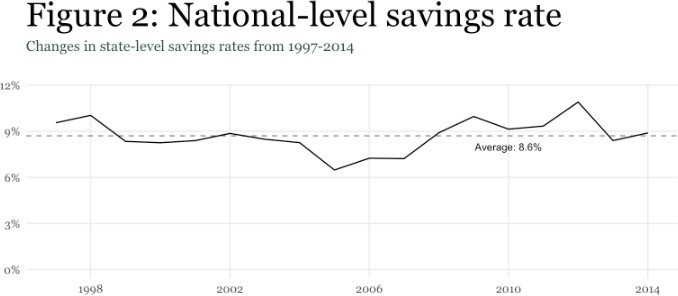 Figure 2: National-level savings rate
Changes in state-level savings rates from 1997-2014
12%
9%
Average: 8.6%
6%
3%
0%
1998 2002 2006 2010 2014